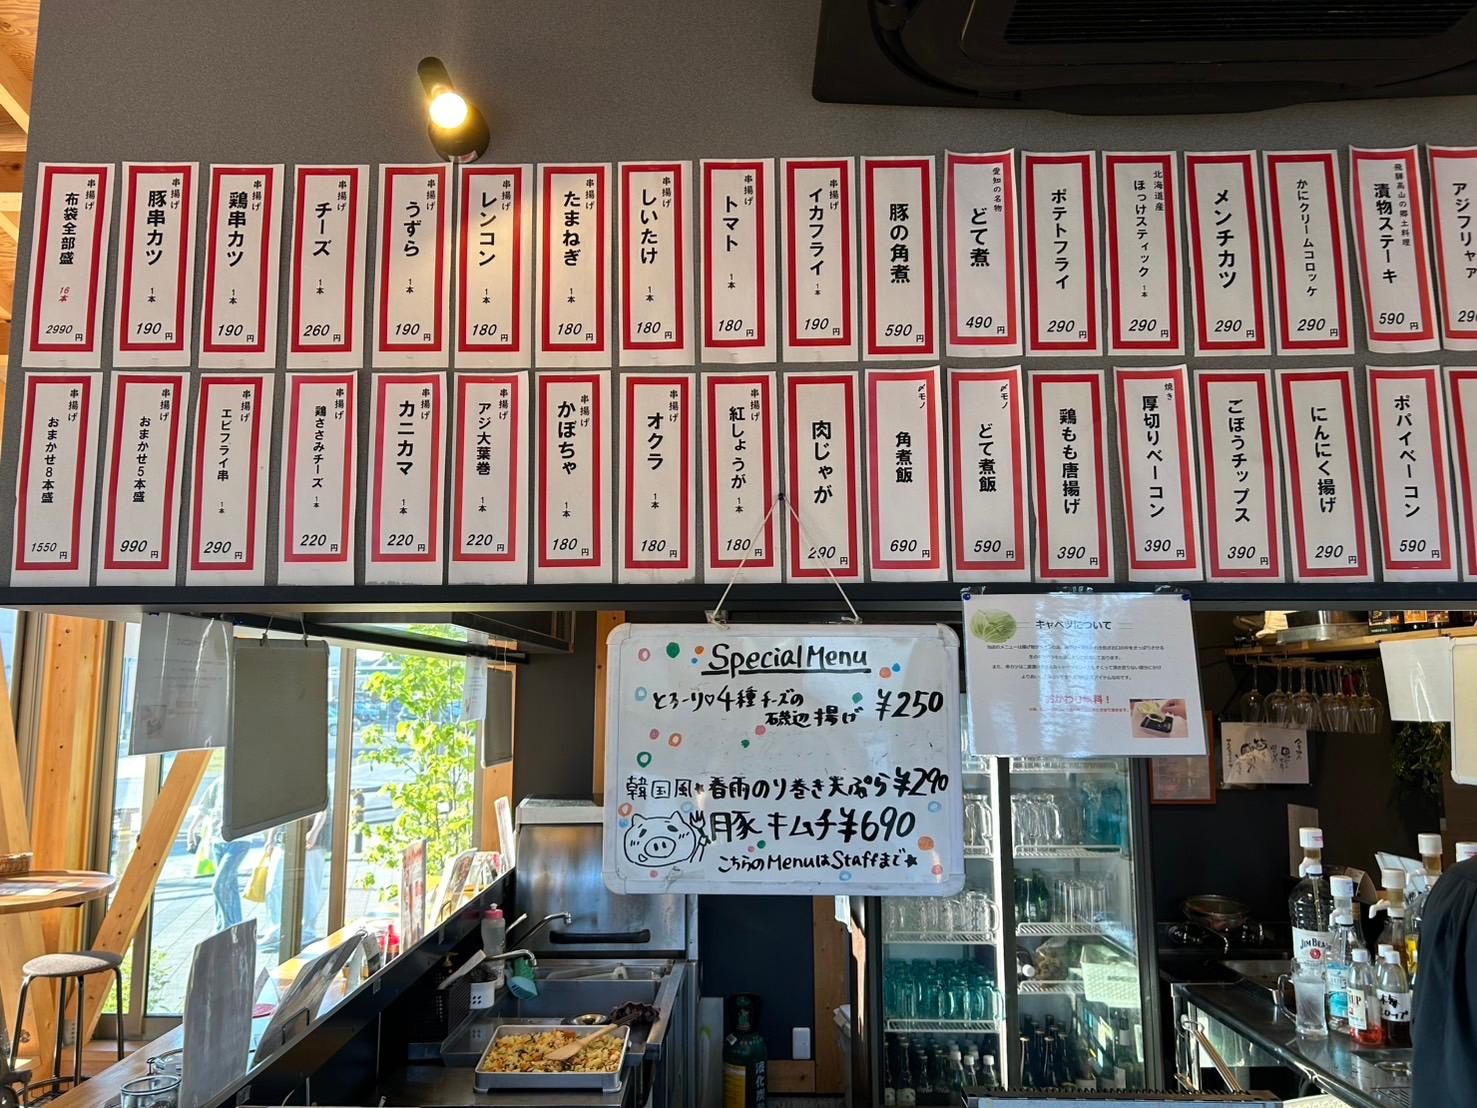 串揚げ
布袋全部盛
16本
2990円
串揚げ
豚串カツ
1本
190円
串揚げ
鶏串カツ
1本
190円
串揚げ
チーズ
1本
260円
串揚げ
うずら
1本
190円
串揚げ
レンコン
1本
180円
串揚げ
たまねぎ
1本
180円
串揚げ
しいたけ
1本
180円
串揚げ
トマト
1本
180円
串揚げ
イカフライ
1本
190円
豚の角煮
590円
愛知の名物
どて煮
490円
ポテトフライ
290円
北海道産
ほっけスティック
1本
290円
メンチカツ
290円
かにクリームコロッケ
290円
飛騨高山の郷土料理
漬物ステーキ
590円
アジフリャア
串揚げ
おまかせ8本盛
1550円
串揚げ
おまかせ5本盛
990円
串揚げ
エビフライ串
1本
290円
串揚げ
鶏ささみチーズ
1本
220円
串揚げ
カニカマ
1本
220円
串揚げ
アジ大葉巻
1本
220円
串揚げ
かぼちゃ
1本
180円
串揚げ
オクラ
1本
180円
串揚げ
紅しょうが
1本
180円
肉じゃが
290円
〆モノ
角煮飯
690円
〆モノ
どて煮飯
590円
鶏もも唐揚げ
390円
焼き
厚切りベーコン
390円
ごぼうチップス
390円
にんにく揚げ
290円
ポパイベーコン
590円
Special Menu
とろーり♡4種チーズの
磯辺揚げ ¥250
韓国風★春雨のり巻き天ぷら ¥290
豚キムチ ¥690
こちらのMenuはStaffまで★
キャベツについて
おかわり無料！
JIM BEAM